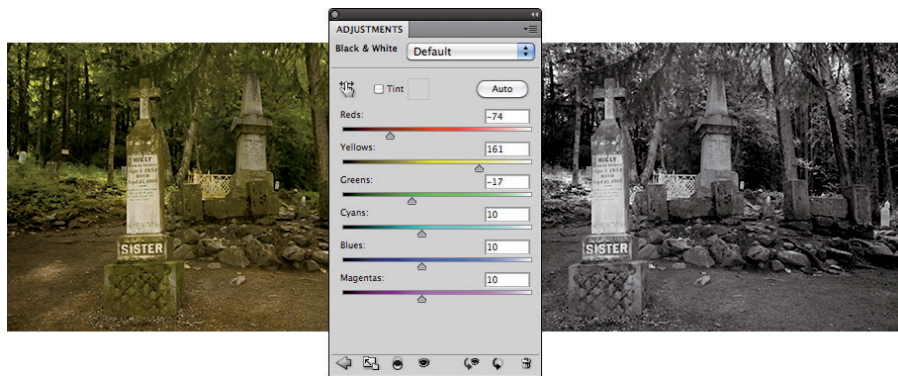 ADJUSTMENTS
Black & White Default
Tint Auto
Reds: -74
Yellows: 161
Greens: -17
Cyans: 10
Blues: 10
Magentas: 10
SISTER
SISTER